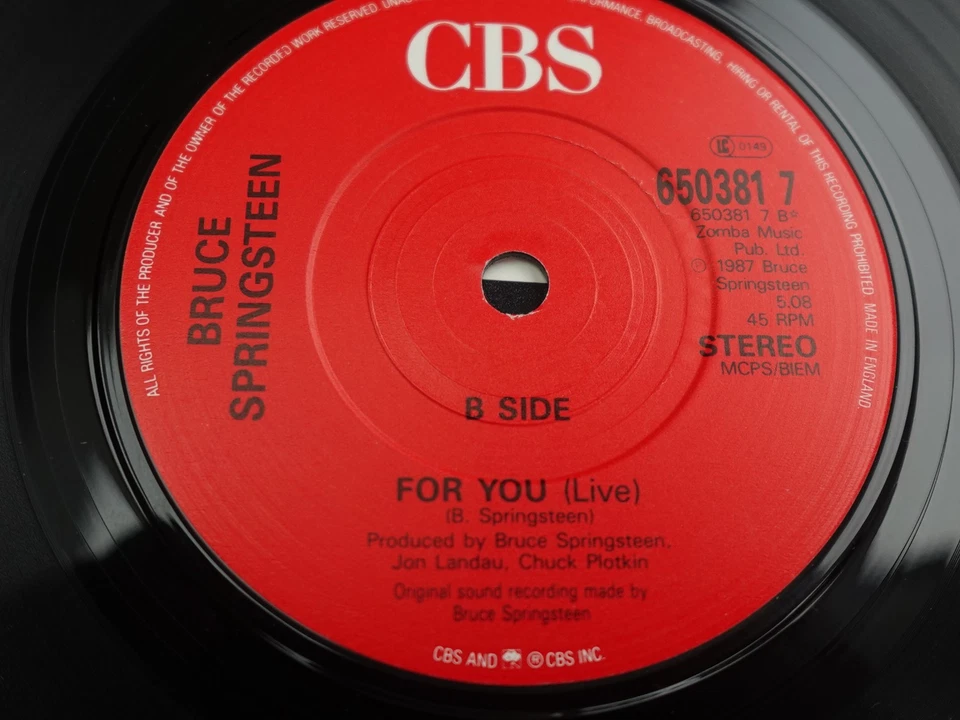 CBS
ALL RIGHTS OF THE PRODUCER AND OF THE OWNER OF THE RECORDED WORK RESERVED
BROADCASTING, HIRING OR RENTAL OF THIS RECORDING PROHIBITED MADE IN ENGLAND.
BRUCE
SPRINGSTEEN
LC 0149
650381 7
650381 7 B*
Zomba Music
Pub. Ltd.
℗ 1987 Bruce
Springsteen
5.08
45 RPM
STEREO
MCPS/BIEM
B SIDE
FOR YOU (Live)
(B. Springsteen)
Produced by Bruce Springsteen,
Jon Landau, Chuck Plotkin
Original sound recording made by
Bruce Springsteen
CBS AND ® CBS INC.